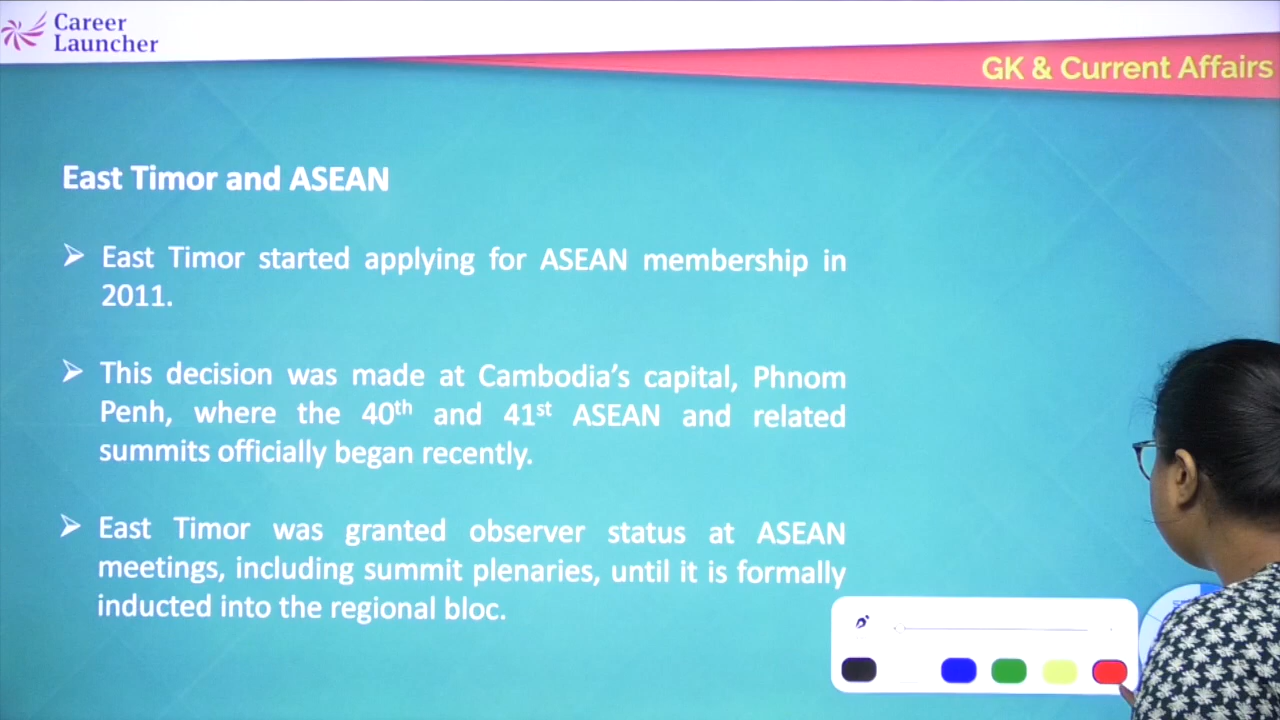 Career
Launcher
GK & Current Affairs
East Timor and ASEAN
➢ East Timor started applying for ASEAN membership in
2011.
➢ This decision was made at Cambodia's capital, Phnom
Penh, where the 40th and 41st ASEAN and related
summits officially began recently.
➢ East Timor was granted observer status at ASEAN
meetings, including summit plenaries, until it is formally
inducted into the regional bloc.